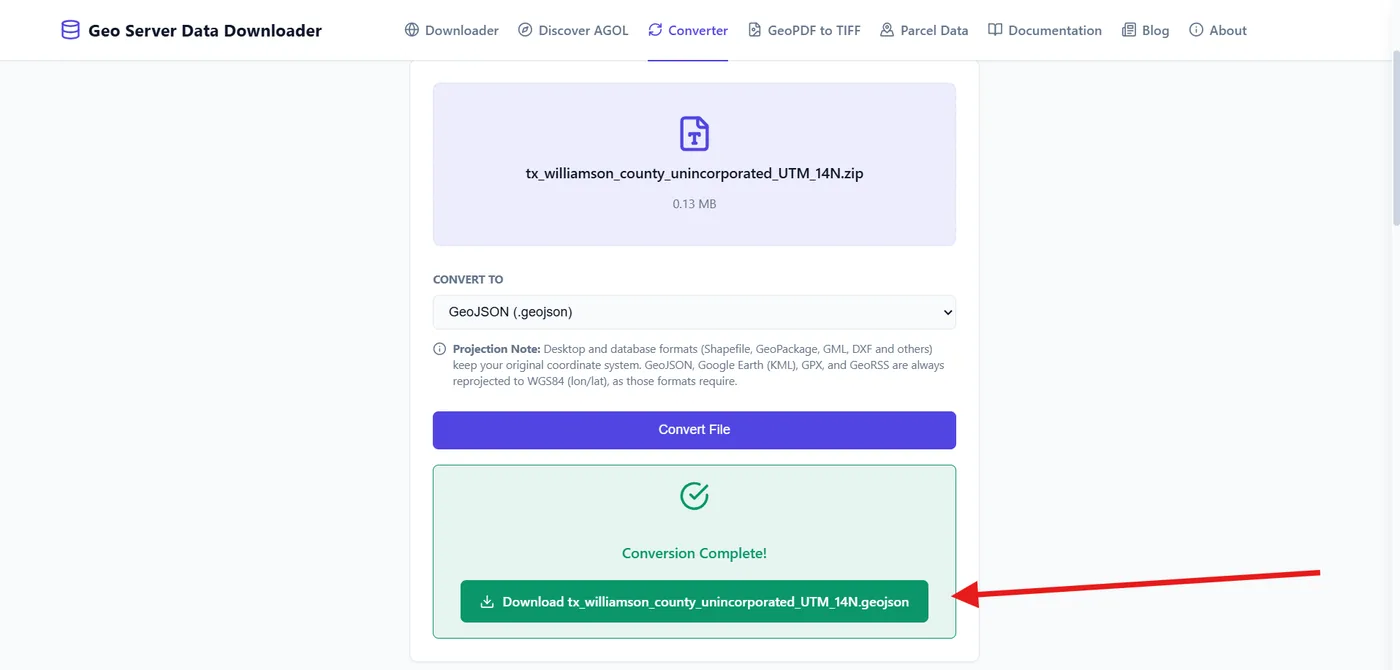 Geo Server Data Downloader
Downloader
Discover AGOL
Converter
GeoPDF to TIFF
Parcel Data
Documentation
Blog
About
tx_williamson_county_unincorporated_UTM_14N.zip
0.13 MB
CONVERT TO
GeoJSON (.geojson)
Projection Note: Desktop and database formats (Shapefile, GeoPackage, GML, DXF and others)
keep your original coordinate system. GeoJSON, Google Earth (KML), GPX, and GeoRSS are always
reprojected to WGS84 (lon/lat), as those formats require.
Convert File
Conversion Complete!
Download tx_williamson_county_unincorporated_UTM_14N.geojson